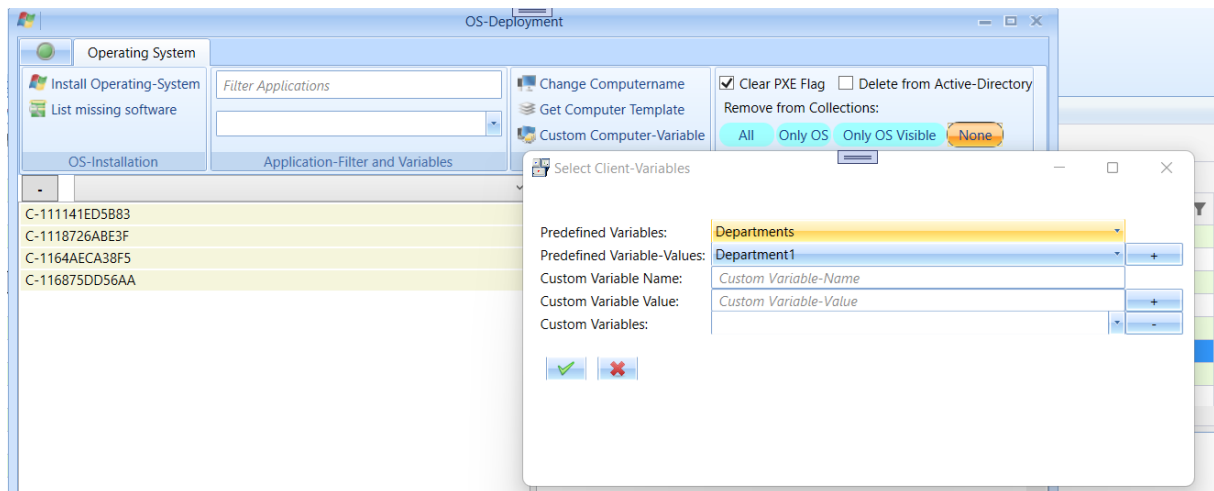 OS-Deployment
Operating System
Install Operating-System
List missing software
OS-Installation
Filter Applications
Application-Filter and Variables
Change Computername
Get Computer Template
Custom Computer-Variable
Clear PXE Flag Delete from Active-Directory
Remove from Collections:
All Only OS Only OS Visible None
-
C-111141ED5B83
C-1118726ABE3F
C-1164AECA38F5
C-116875DD56AA
Select Client-Variables
Predefined Variables: Departments
Predefined Variable-Values: Department1 +
Custom Variable Name: Custom Variable-Name
Custom Variable Value: Custom Variable-Value +
Custom Variables: -